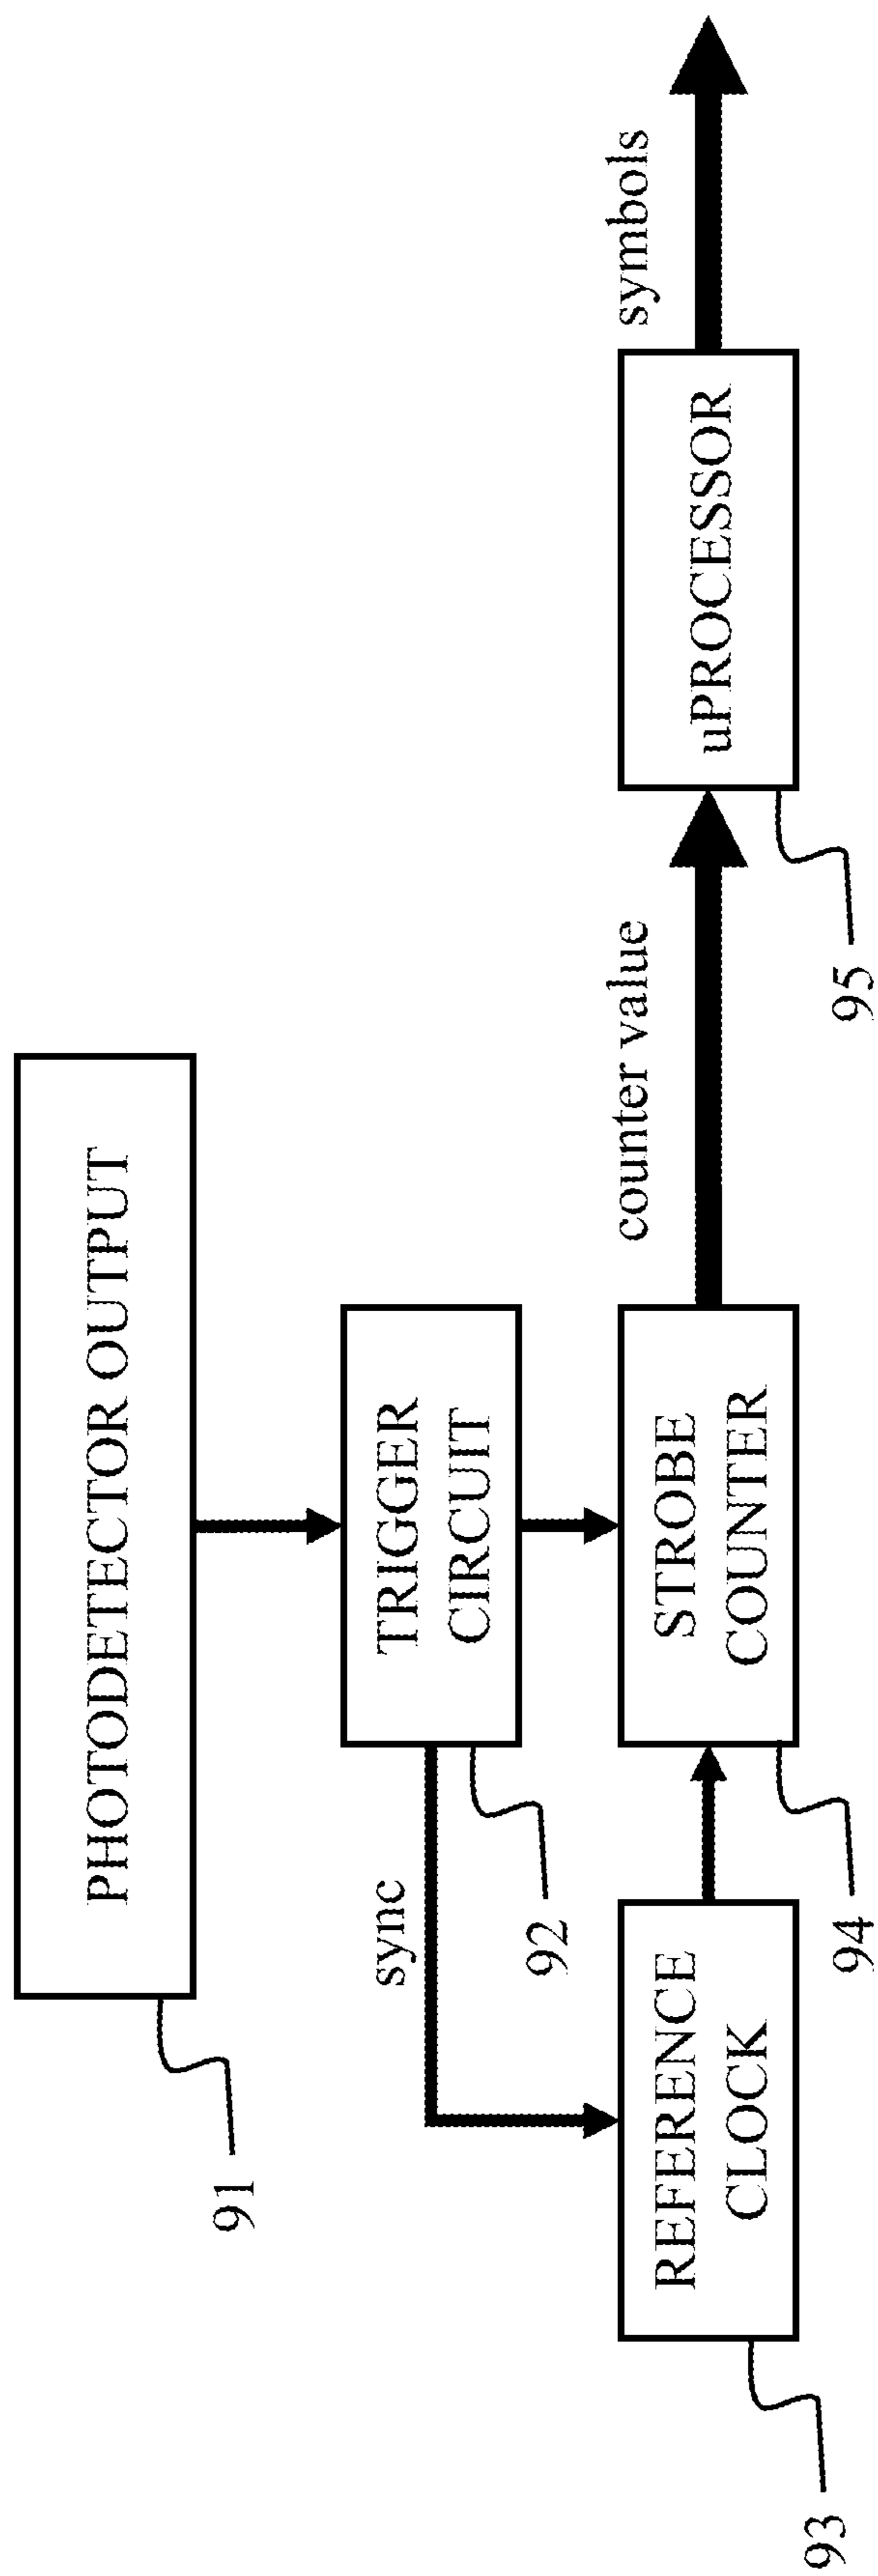 PHOTODETECTOR OUTPUT
91
sync
TRIGGER
CIRCUIT
92
REFERENCE
CLOCK
93
STROBE
COUNTER
94
counter value
uPROCESSOR
95
symbols